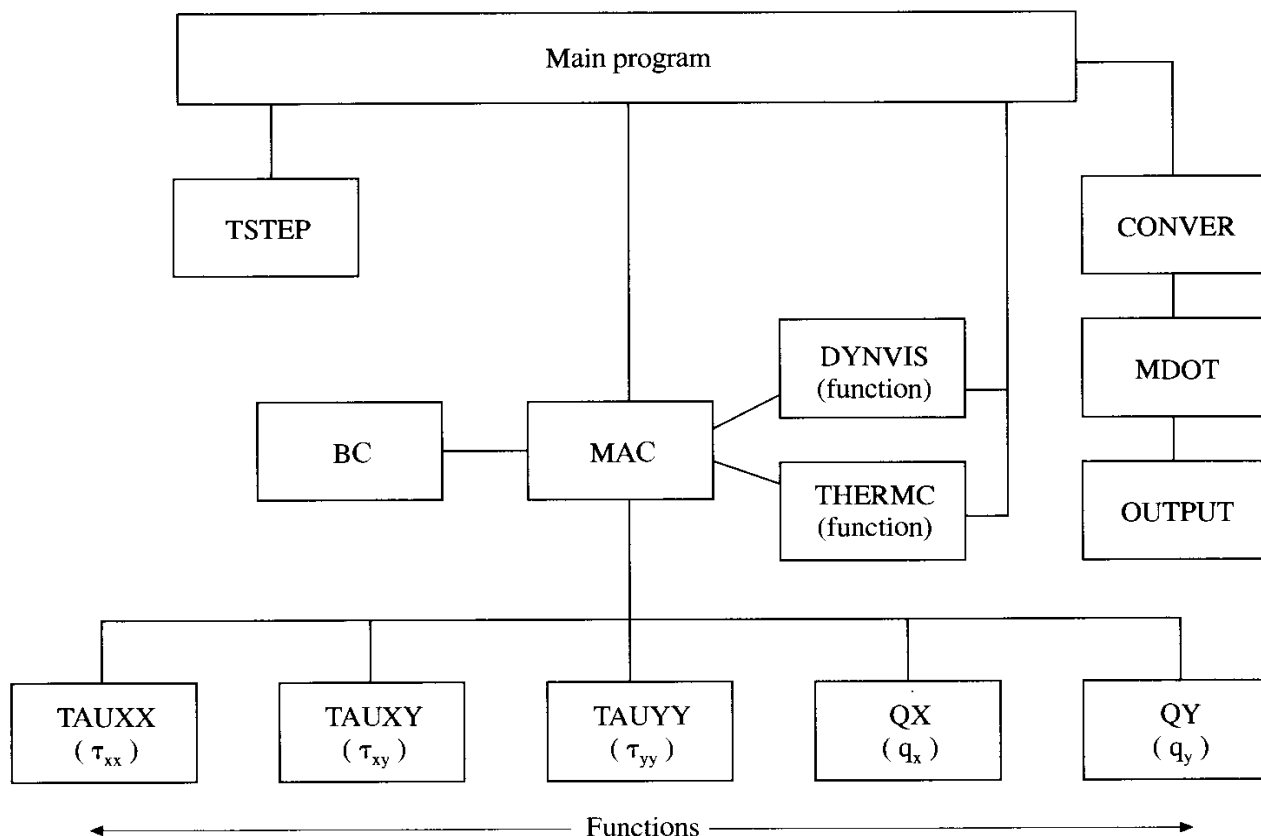 Main program
TSTEP
CONVER
DYNVIS
(function)
MDOT
BC
MAC
THERMC
(function)
OUTPUT
TAUXX
( τxx )
TAUXY
( τxy )
TAUYY
( τyy )
QX
( qx )
QY
( qy )
Functions